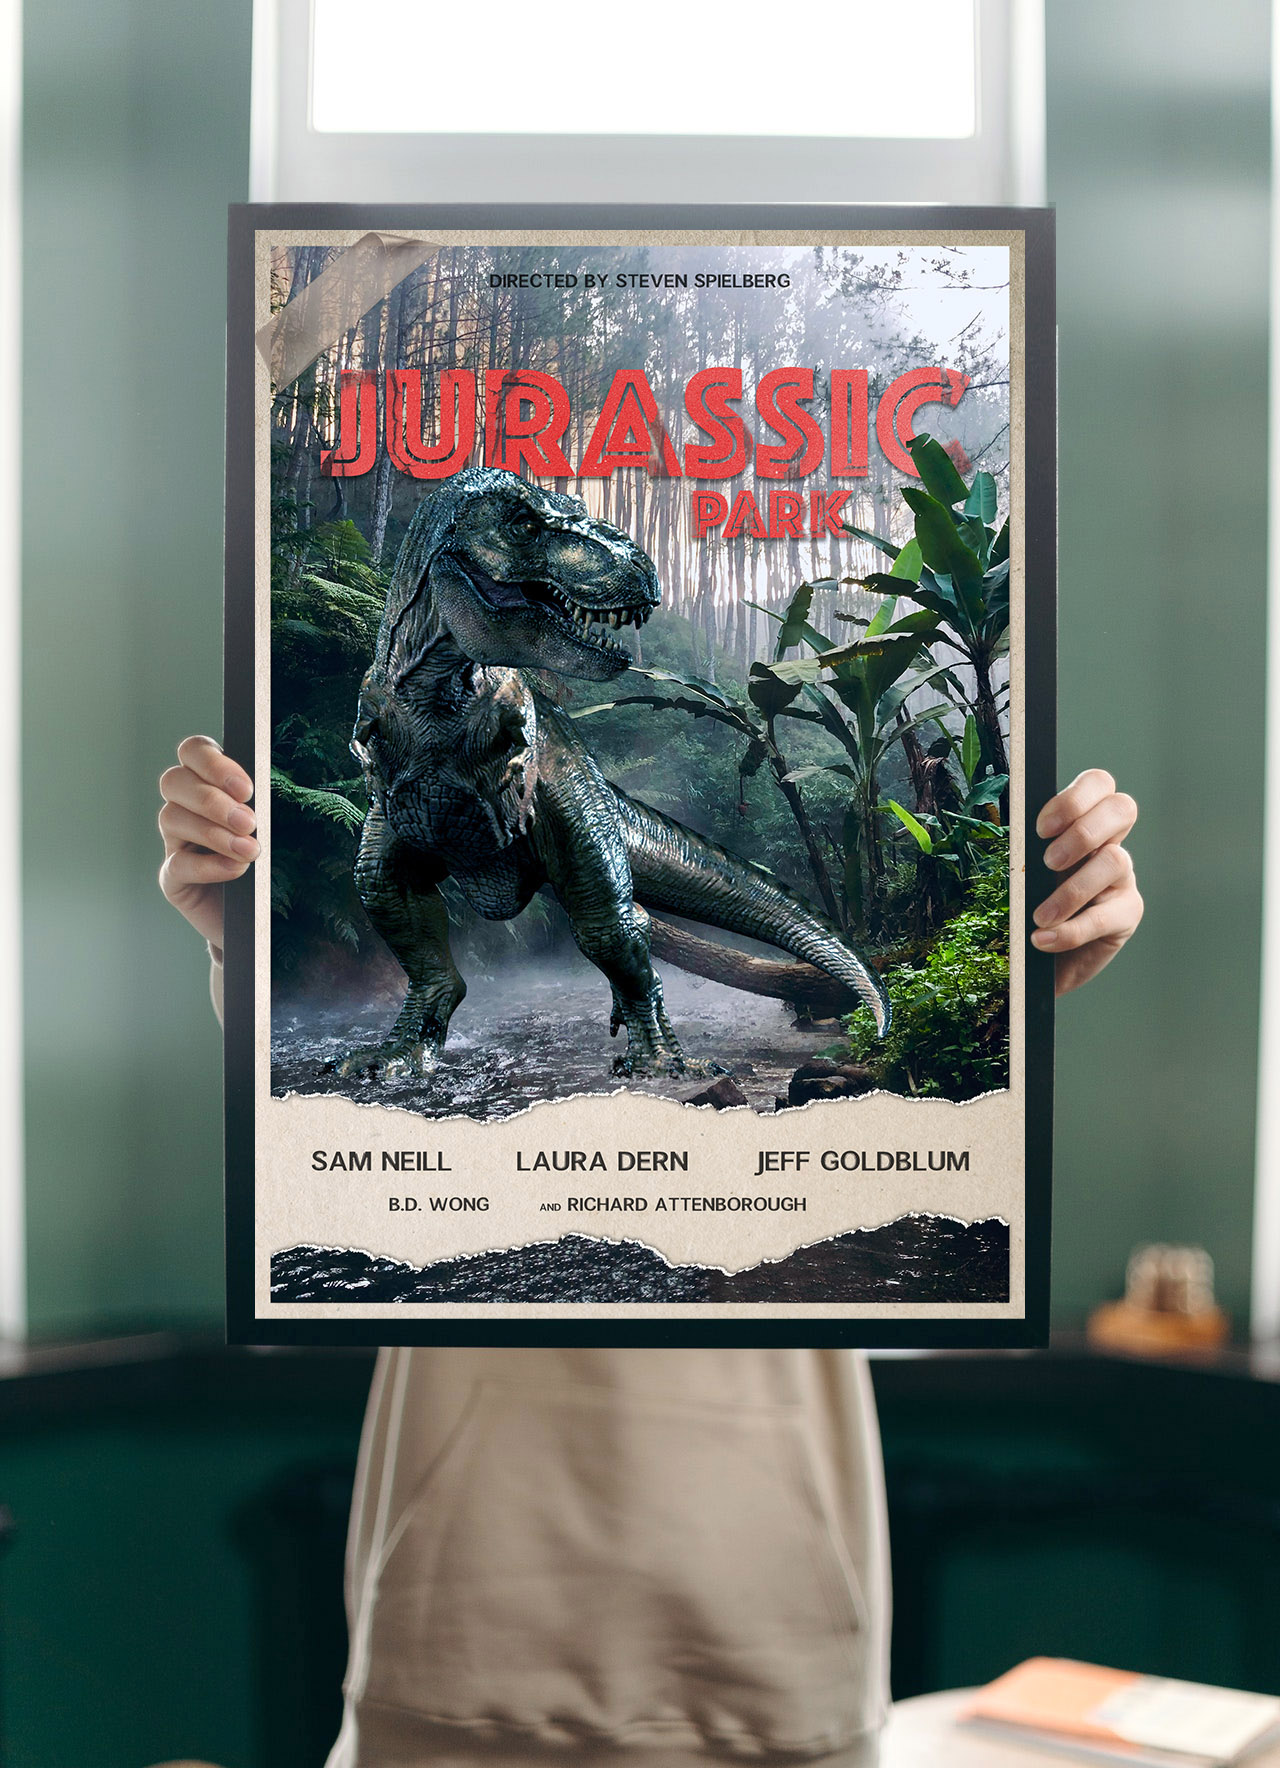 DIRECTED BY STEVEN SPIELBERG
JURASSIC
PARK
SAM NEILL LAURA DERN JEFF GOLDBLUM
B.D. WONG AND RICHARD ATTENBOROUGH